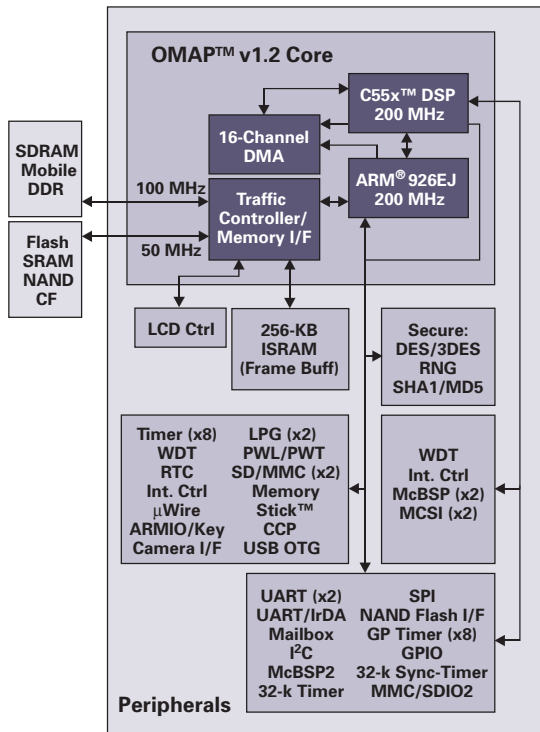 OMAP™ v1.2 Core
C55x™ DSP
200 MHz
16-Channel
DMA
ARM® 926EJ
200 MHz
SDRAM
Mobile
DDR
100 MHz
Traffic
Controller/
Memory I/F
Flash
SRAM
NAND
CF
50 MHz
LCD Ctrl
256-KB
ISRAM
(Frame Buff)
Secure:
DES/3DES
RNG
SHA1/MD5
Timer (x8)
WDT
RTC
Int. Ctrl
µWire
ARMIO/Key
Camera I/F
LPG (x2)
PWL/PWT
SD/MMC (x2)
Memory
Stick™
CCP
USB OTG
WDT
Int. Ctrl
McBSP (x2)
MCSI (x2)
UART (x2)
UART/IrDA
Mailbox
I²C
McBSP2
32-k Timer
SPI
NAND Flash I/F
GP Timer (x8)
GPIO
32-k Sync-Timer
MMC/SDIO2
Peripherals